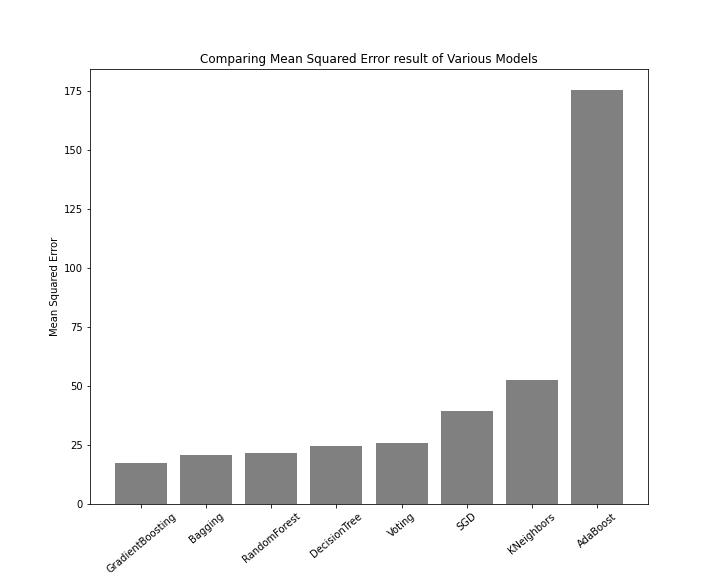 Comparing Mean Squared Error result of Various Models
Mean Squared Error
175
150
125
100
75
50
25
0
GradientBoosting
Bagging
RandomForest
DecisionTree
Voting
SGD
KNeighbors
AdaBoost